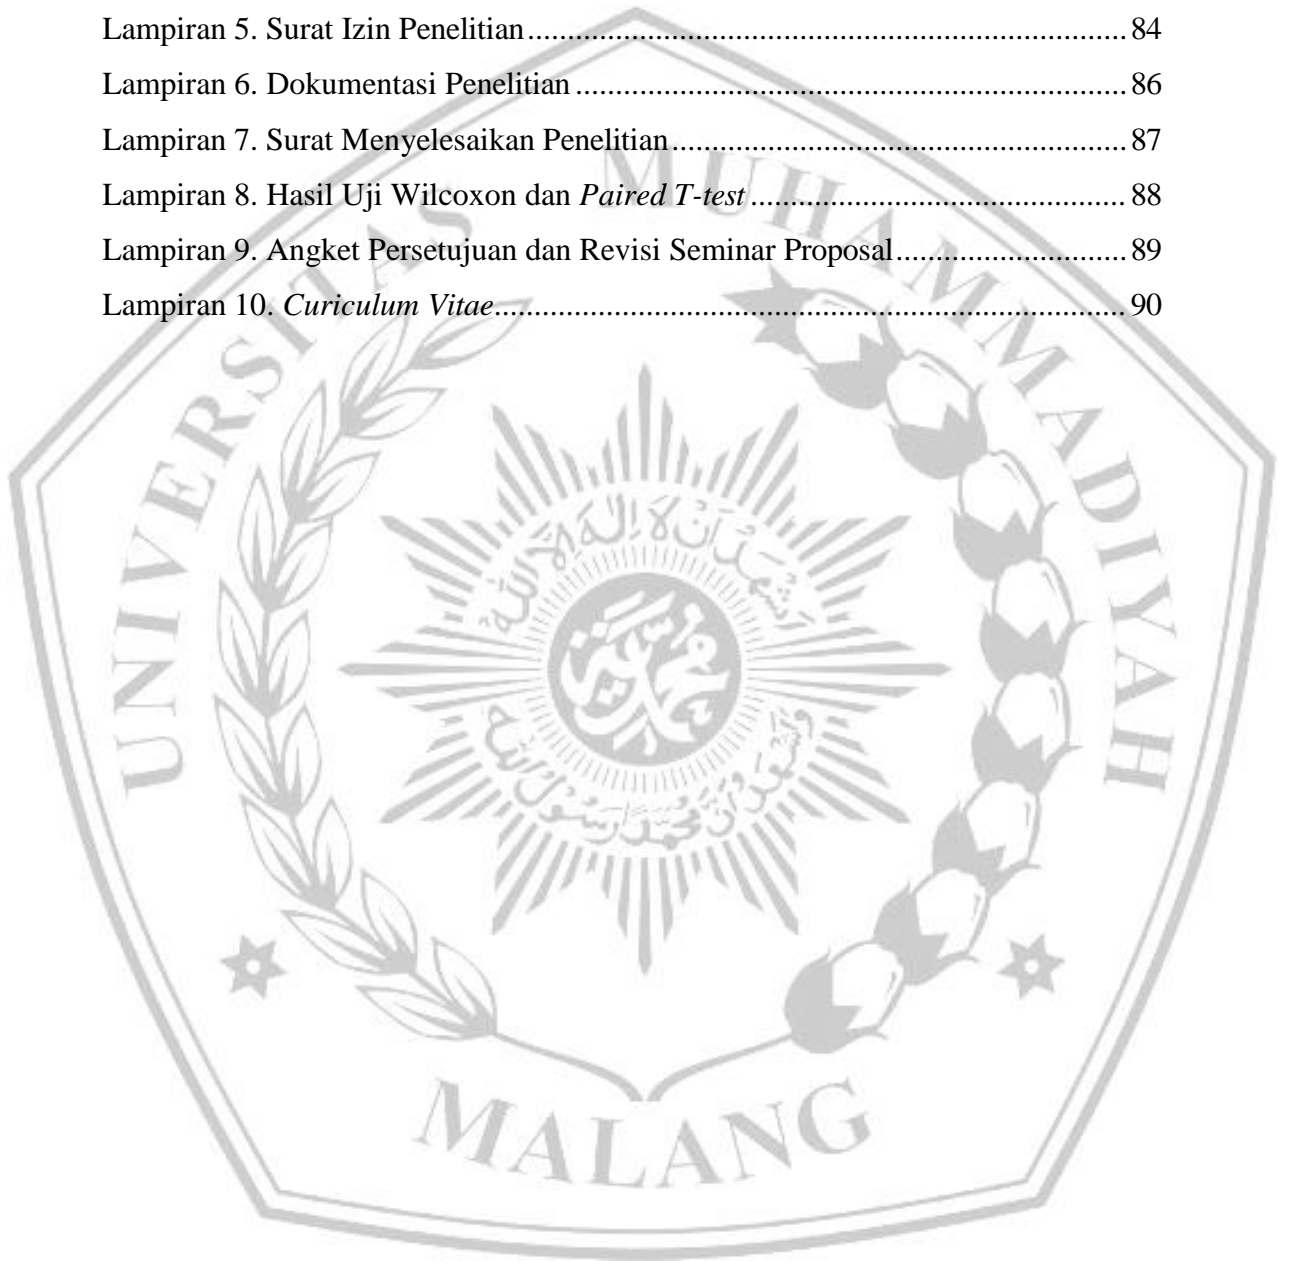 Lampiran 5. Surat Izin Penelitian............................................................................ 84
Lampiran 6. Dokumentasi Penelitian ...................................................................... 86
Lampiran 7. Surat Menyelesaikan Penelitian.......................................................... 87
Lampiran 8. Hasil Uji Wilcoxon dan Paired T-test ................................................ 88
Lampiran 9. Angket Persetujuan dan Revisi Seminar Proposal............................. 89
Lampiran 10. Curiculum Vitae................................................................................ 90
UNIVERSITAS MUHAMMADIYAH
MALANG